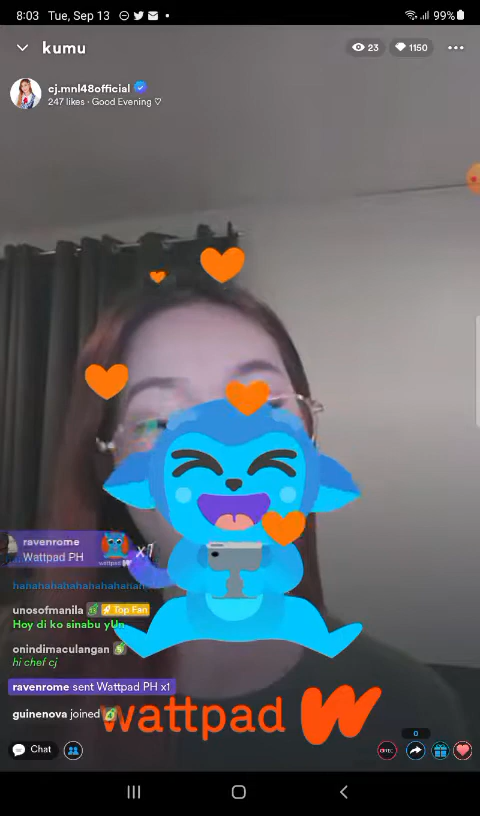 8:03 Tue, Sep 13 99%
kumu
23
1150
cj.mnl48official
247 likes · Good Evening ♡
ravenrome
Wattpad PH
wattpad
x1
hahahahahahahahahaha
unosofmanila Top Fan
Hoy di ko sinabu yUn
onindimaculangan
hi chef cj
ravenrome sent Wattpad PH x1
guinenova joined
wattpad
0
Chat